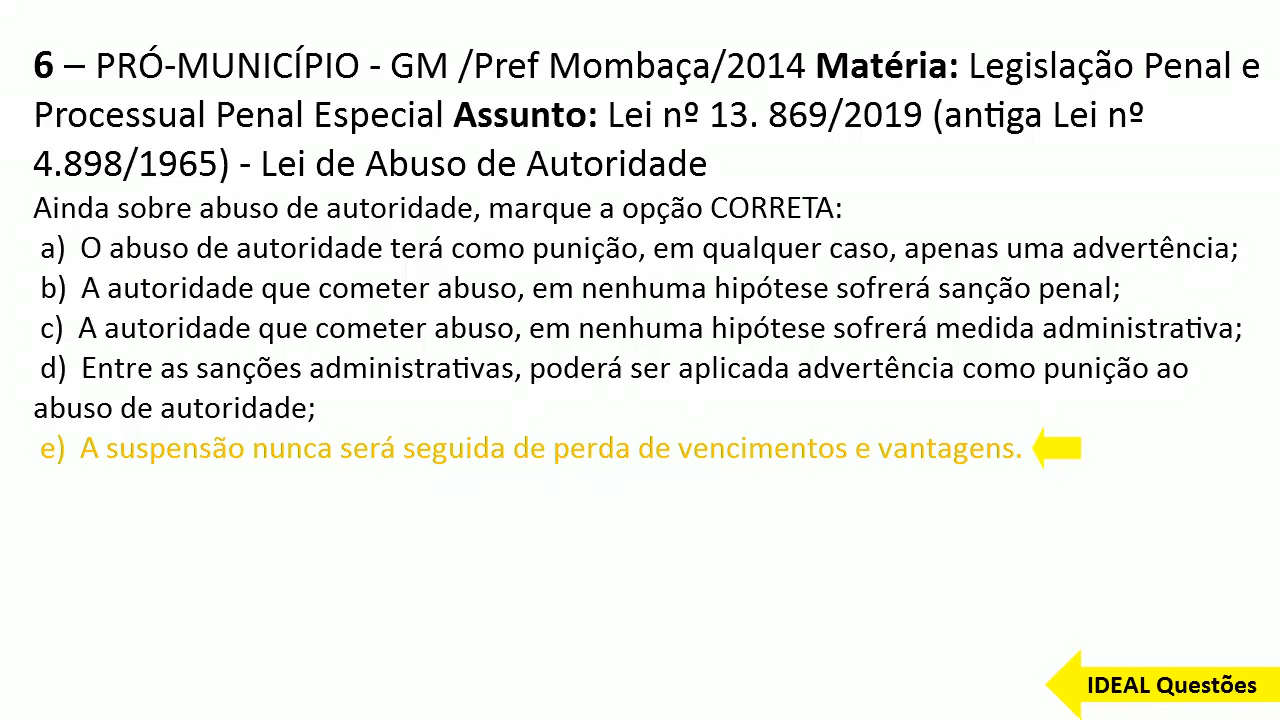 6 – PRÓ-MUNICÍPIO - GM /Pref Mombaça/2014 Matéria: Legislação Penal e
Processual Penal Especial Assunto: Lei nº 13. 869/2019 (antiga Lei nº
4.898/1965) - Lei de Abuso de Autoridade
Ainda sobre abuso de autoridade, marque a opção CORRETA:
a) O abuso de autoridade terá como punição, em qualquer caso, apenas uma advertência;
b) A autoridade que cometer abuso, em nenhuma hipótese sofrerá sanção penal;
c) A autoridade que cometer abuso, em nenhuma hipótese sofrerá medida administrativa;
d) Entre as sanções administrativas, poderá ser aplicada advertência como punição ao
abuso de autoridade;
e) A suspensão nunca será seguida de perda de vencimentos e vantagens.
IDEAL Questões